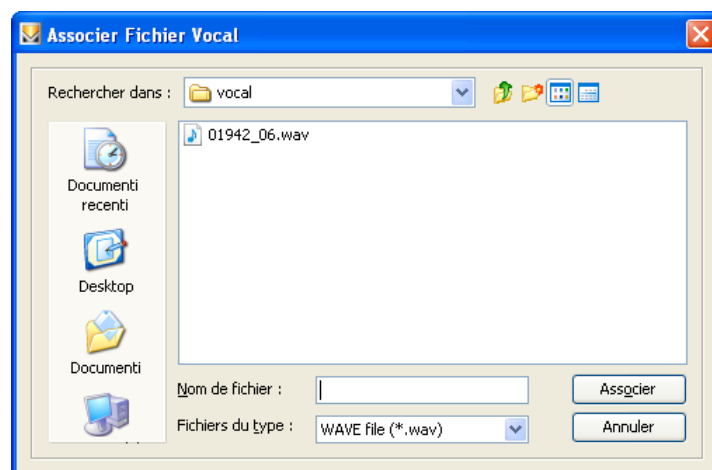 Associer Fichier Vocal
Rechercher dans :
vocal
01942_06.wav
Documenti
recenti
Desktop
Documenti
Nom de fichier :
Associer
Fichiers du type :
WAVE file (*.wav)
Annuler